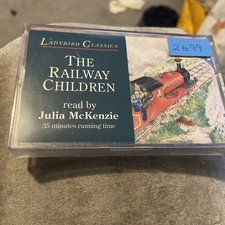 LADYBIRD CLASSICS
THE
RAILWAY
CHILDREN
read by
Julia McKenzie
35 minutes running time
2699